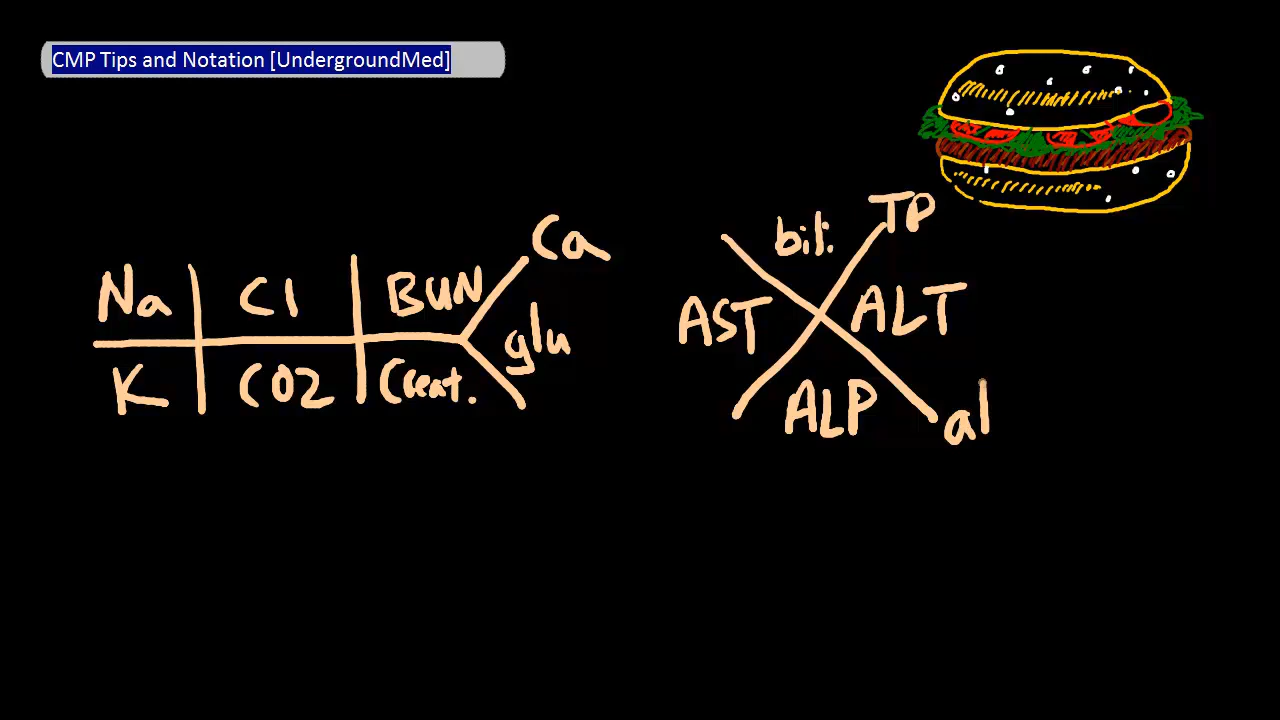 CMP Tips and Notation [UndergroundMed]
Na Cl BUN Ca
K CO2 Creat. glu
bili TP
AST ALT
ALP al